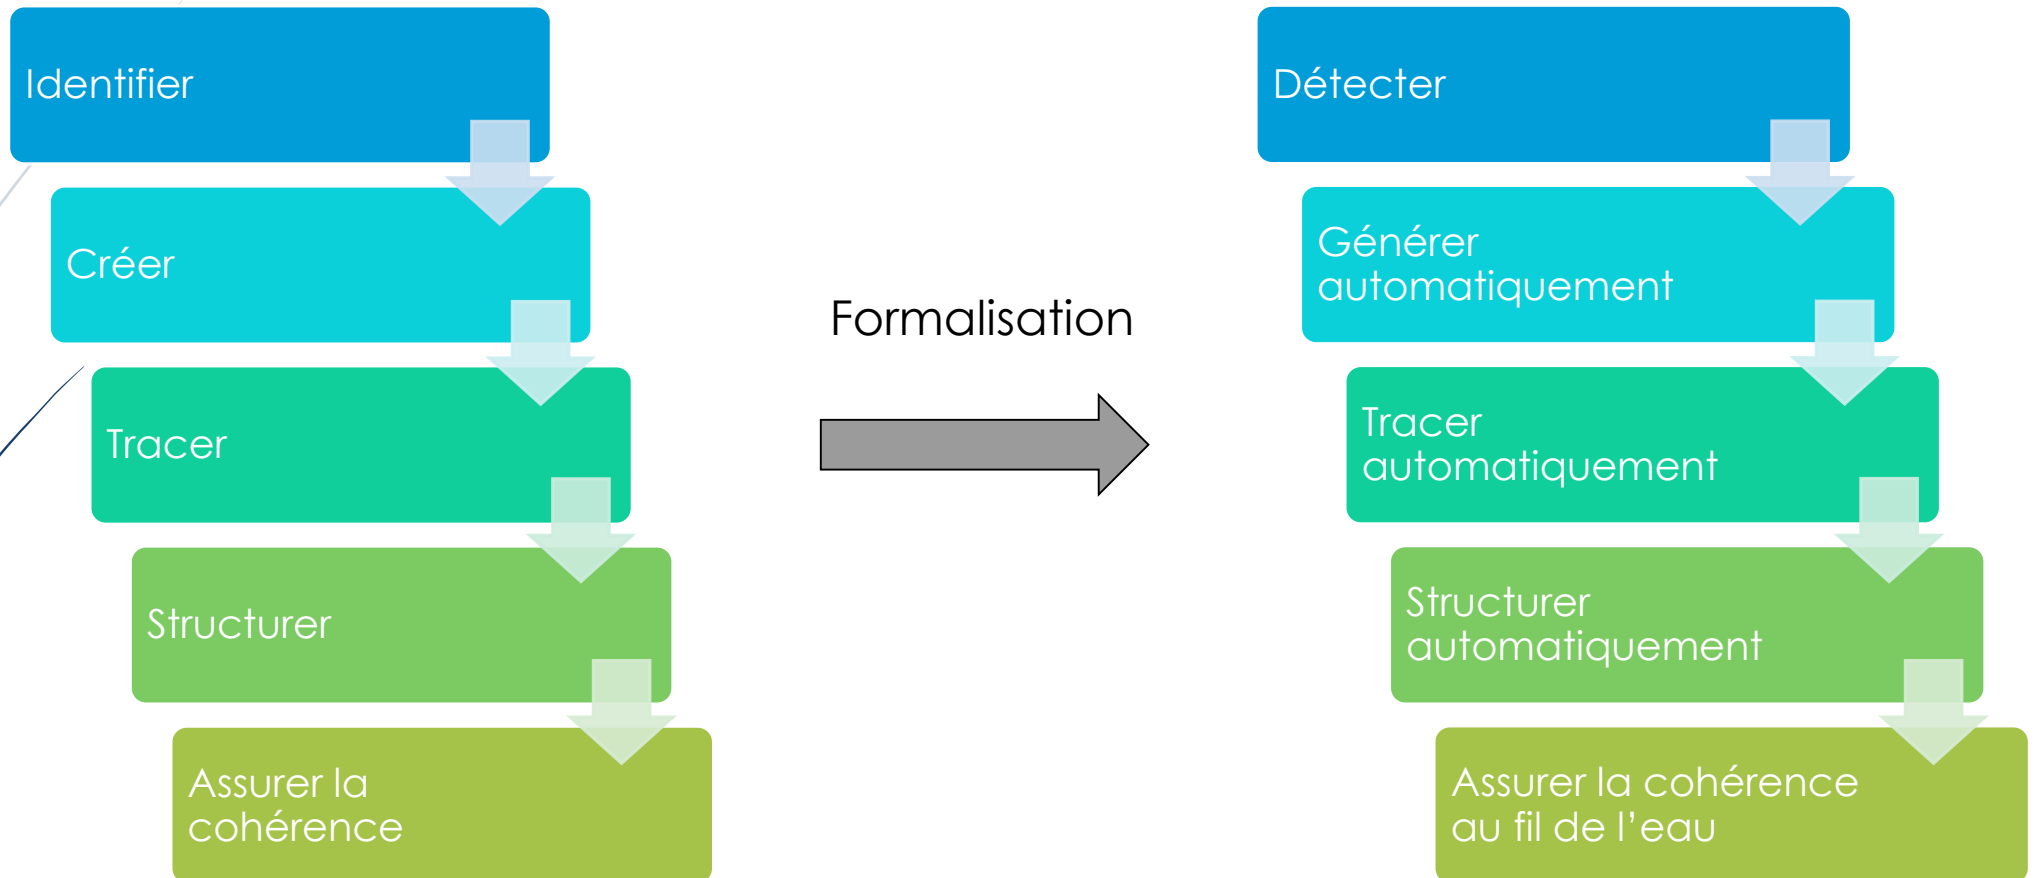 Identifier
Créer
Tracer
Structurer
Assurer la
cohérence
Formalisation
Détecter
Générer
automatiquement
Tracer
automatiquement
Structurer
automatiquement
Assurer la cohérence
au fil de l’eau